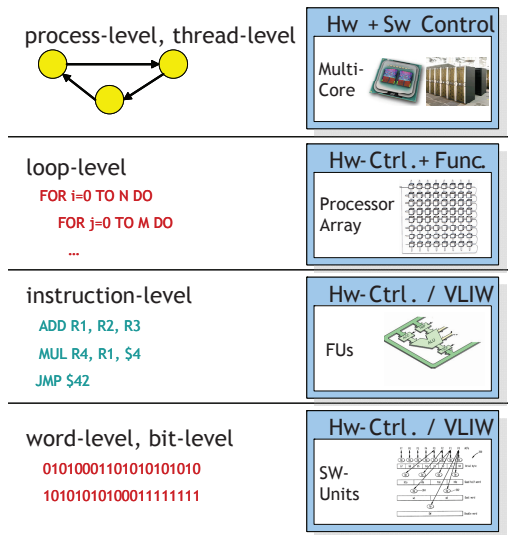 process-level, thread-level
Hw + Sw Control
Multi-
Core
loop-level
FOR i=0 TO N DO
FOR j=0 TO M DO
...
Hw-Ctrl.+ Func.
Processor
Array
instruction-level
ADD R1, R2, R3
MUL R4, R1, $4
JMP $42
Hw-Ctrl. / VLIW
FUs
word-level, bit-level
01010001101010101010
10101010100011111111
Hw-Ctrl. / VLIW
SW-
Units